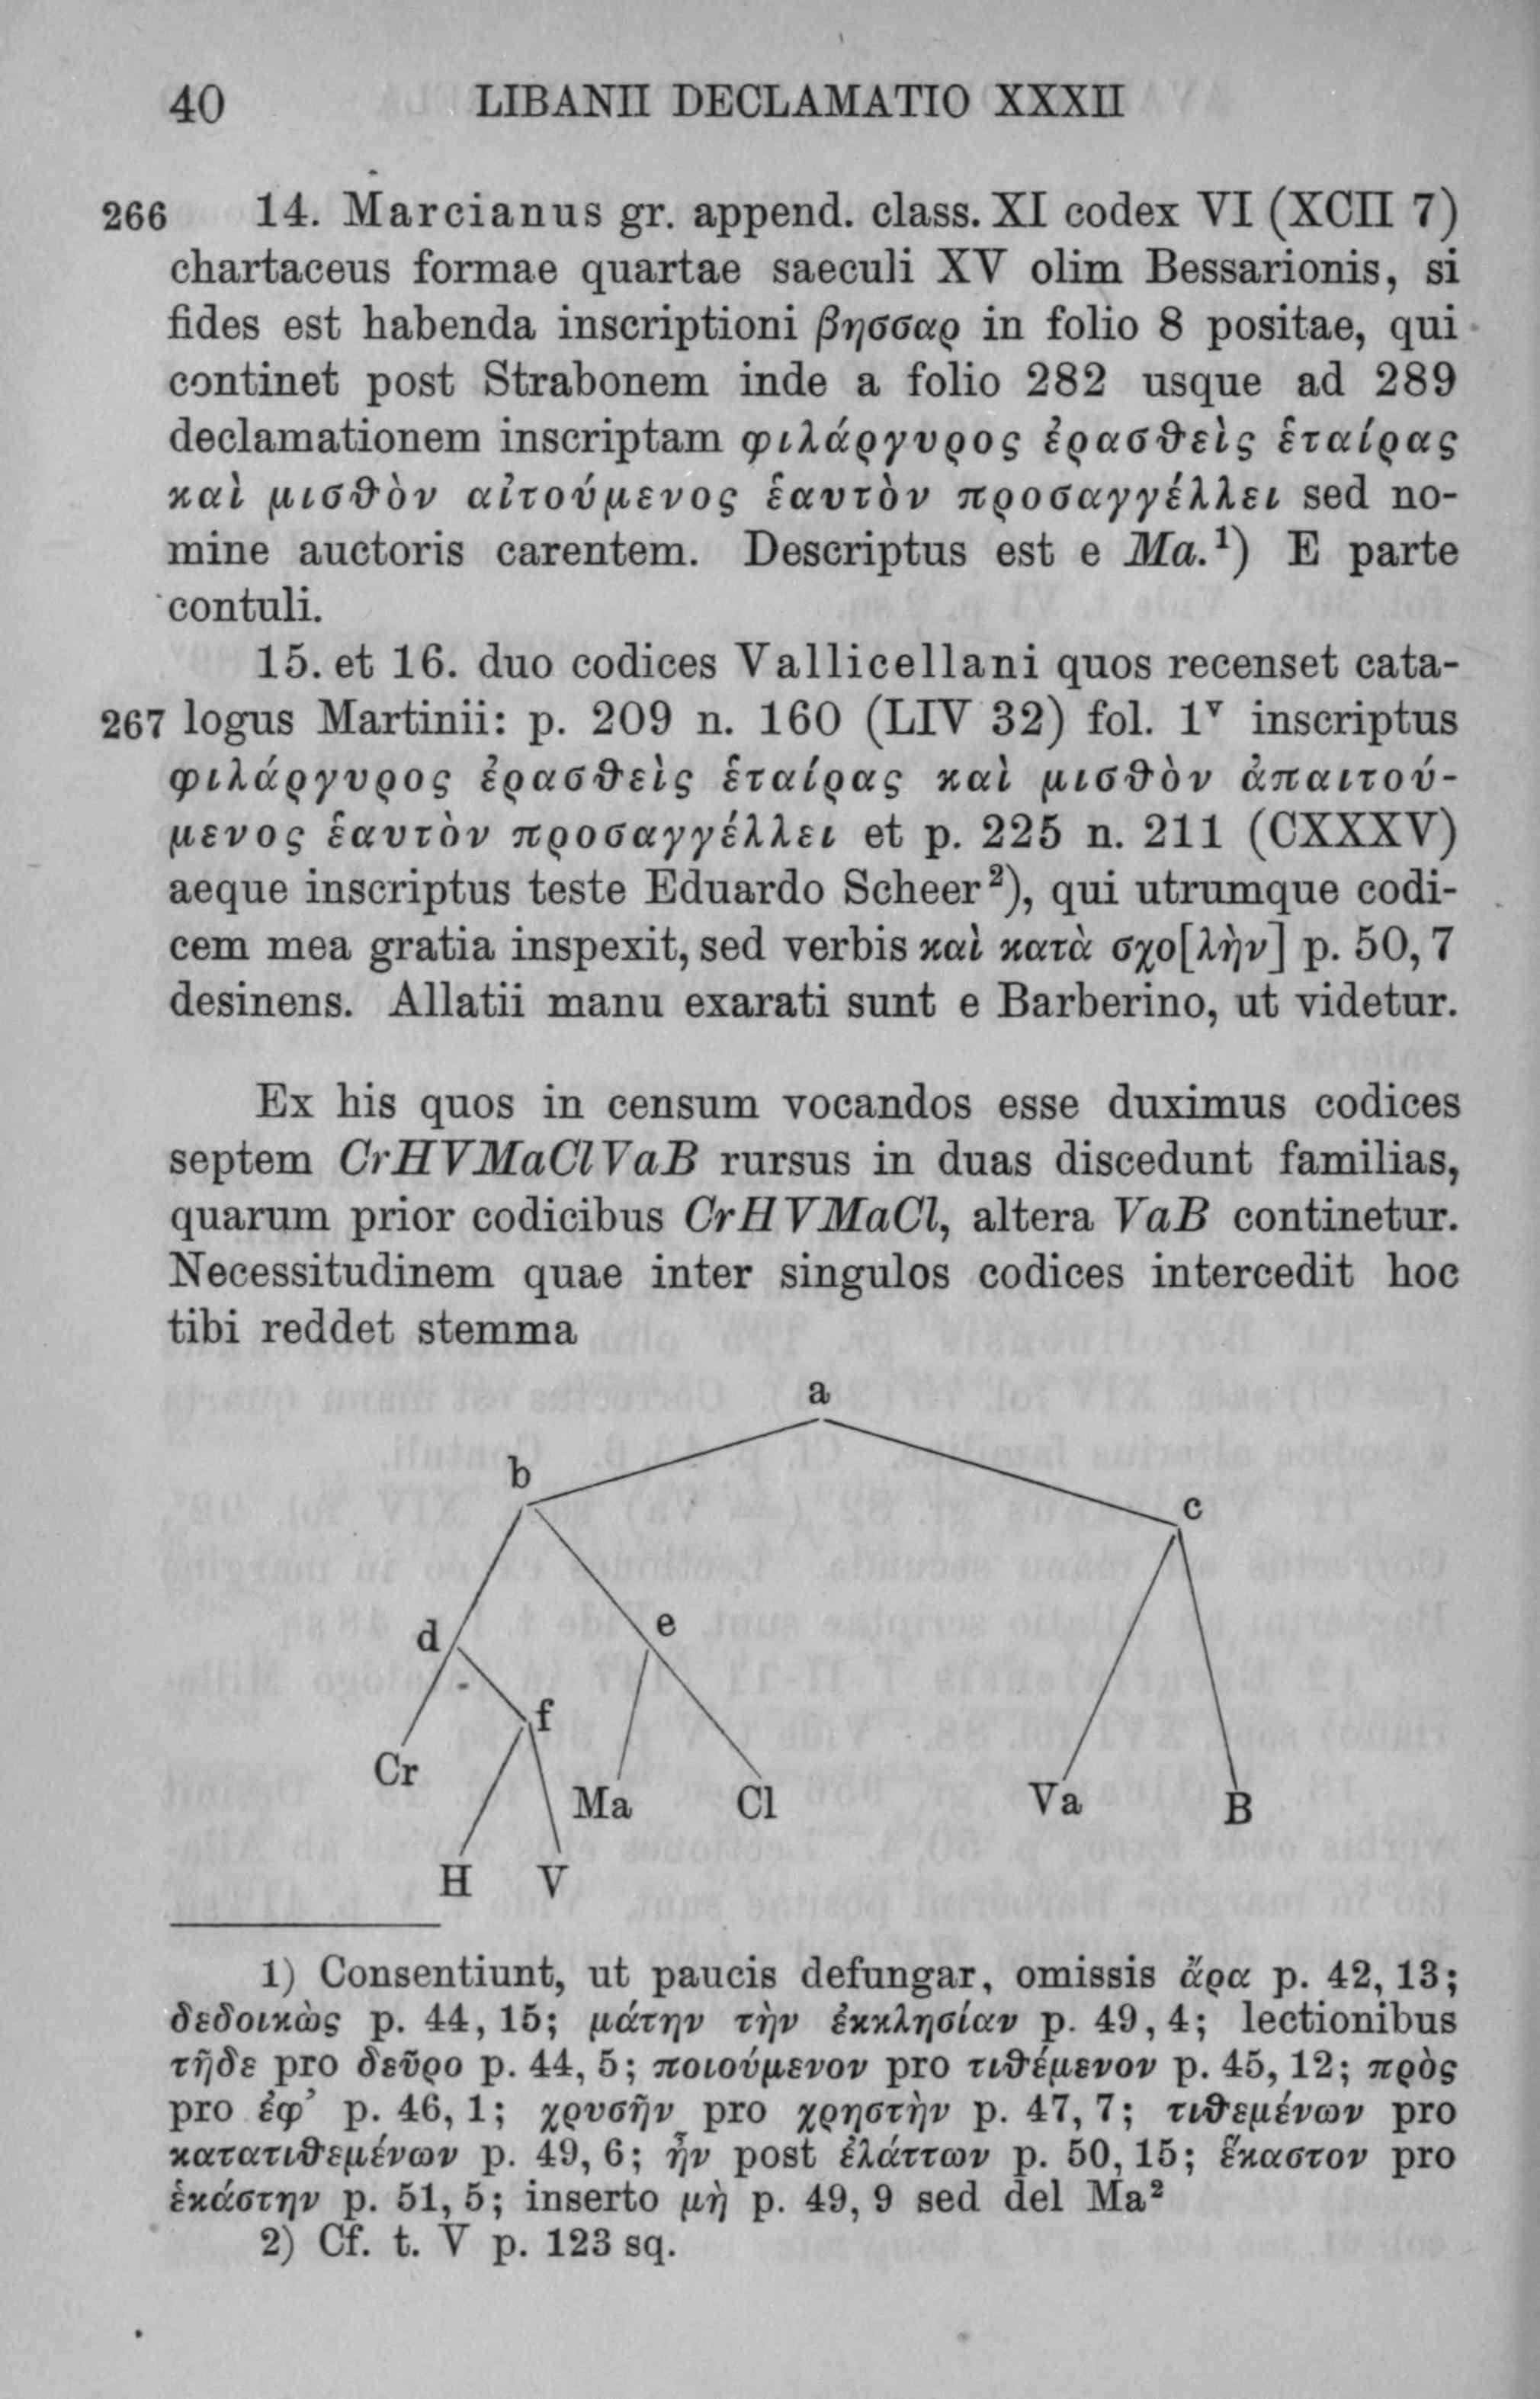 40 LIBANII DECLAMATIO XXXII
266 14. Marcianus gr. append. class. XI codex VI (XCII 7)
chartaceus formae quartae saeculi XV olim Bessarionis, si
fides est habenda inscriptioni βησσαρ in folio 8 positae, qui
continet post Strabonem inde a folio 282 usque ad 289
declamationem inscriptam φιλάργυρος ἐρασθεὶς ἑταίρας
καὶ μισθὸν αἰτούμενος ἑαυτὸν προσαγγέλλει sed no-
mine auctoris carentem. Descriptus est e Ma.¹) E parte
contuli.
15. et 16. duo codices Vallicellani quos recenset cata-
267 logus Martinii: p. 209 n. 160 (LIV 32) fol. 1ᵛ inscriptus
φιλάργυρος ἐρασθεὶς ἑταίρας καὶ μισθὸν ἀπαιτού-
μενος ἑαυτὸν προσαγγέλλει et p. 225 n. 211 (CXXXV)
aeque inscriptus teste Eduardo Scheer²), qui utrumque codi-
cem mea gratia inspexit, sed verbis καὶ κατὰ σχο[λὴν] p. 50, 7
desinens. Allatii manu exarati sunt e Barberino, ut videtur.
Ex his quos in censum vocandos esse duximus codices
septem CrHVMaClVaB rursus in duas discedunt familias,
quarum prior codicibus CrHVMaCl, altera VaB continetur.
Necessitudinem quae inter singulos codices intercedit hoc
tibi reddet stemma
a
b
c
d
e
f
Cr
Ma
Cl
Va
B
H
V
1) Consentiunt, ut paucis defungar, omissis ἄρα p. 42, 13;
δεδοικὼς p. 44, 15; μάτην τὴν ἐκκλησίαν p. 49, 4; lectionibus
τῇδε pro δεῦρο p. 44, 5; ποιούμενον pro τιθέμενον p. 45, 12; πρὸς
pro ἐφ’ p. 46, 1; χρυσῆν pro χρηστὴν p. 47, 7; τιθεμένων pro
κατατιθεμένων p. 49, 6; ἦν post ἐλάττων p. 50, 15; ἕκαστον pro
ἑκάστην p. 51, 5; inserto μὴ p. 49, 9 sed del Ma²
2) Cf. t. V p. 123 sq.